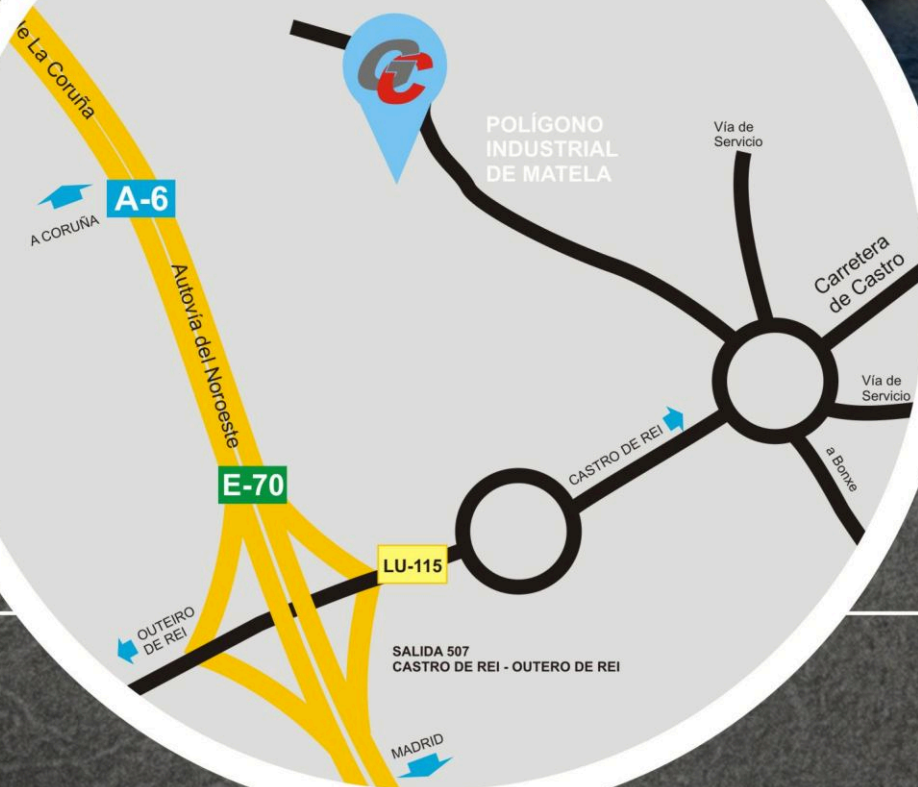 de La Coruña
GC
POLÍGONO
INDUSTRIAL
DE MATELA
Vía de
Servicio
A-6
A CORUÑA
Carretera
de Castro
Autovía del Noroeste
Vía de
Servicio
CASTRO DE REI
a Bonxe
E-70
LU-115
OUTEIRO
DE REI
SALIDA 507
CASTRO DE REI - OUTERO DE REI
MADRID